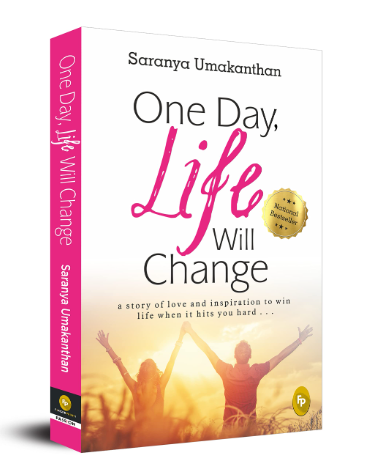 Saranya Umakanthan
One Day,
Life
Will
Change
National
Bestseller
a story of love and inspiration to win
life when it hits you hard . . .
FP
One Day, Life Will Change
Saranya Umakanthan